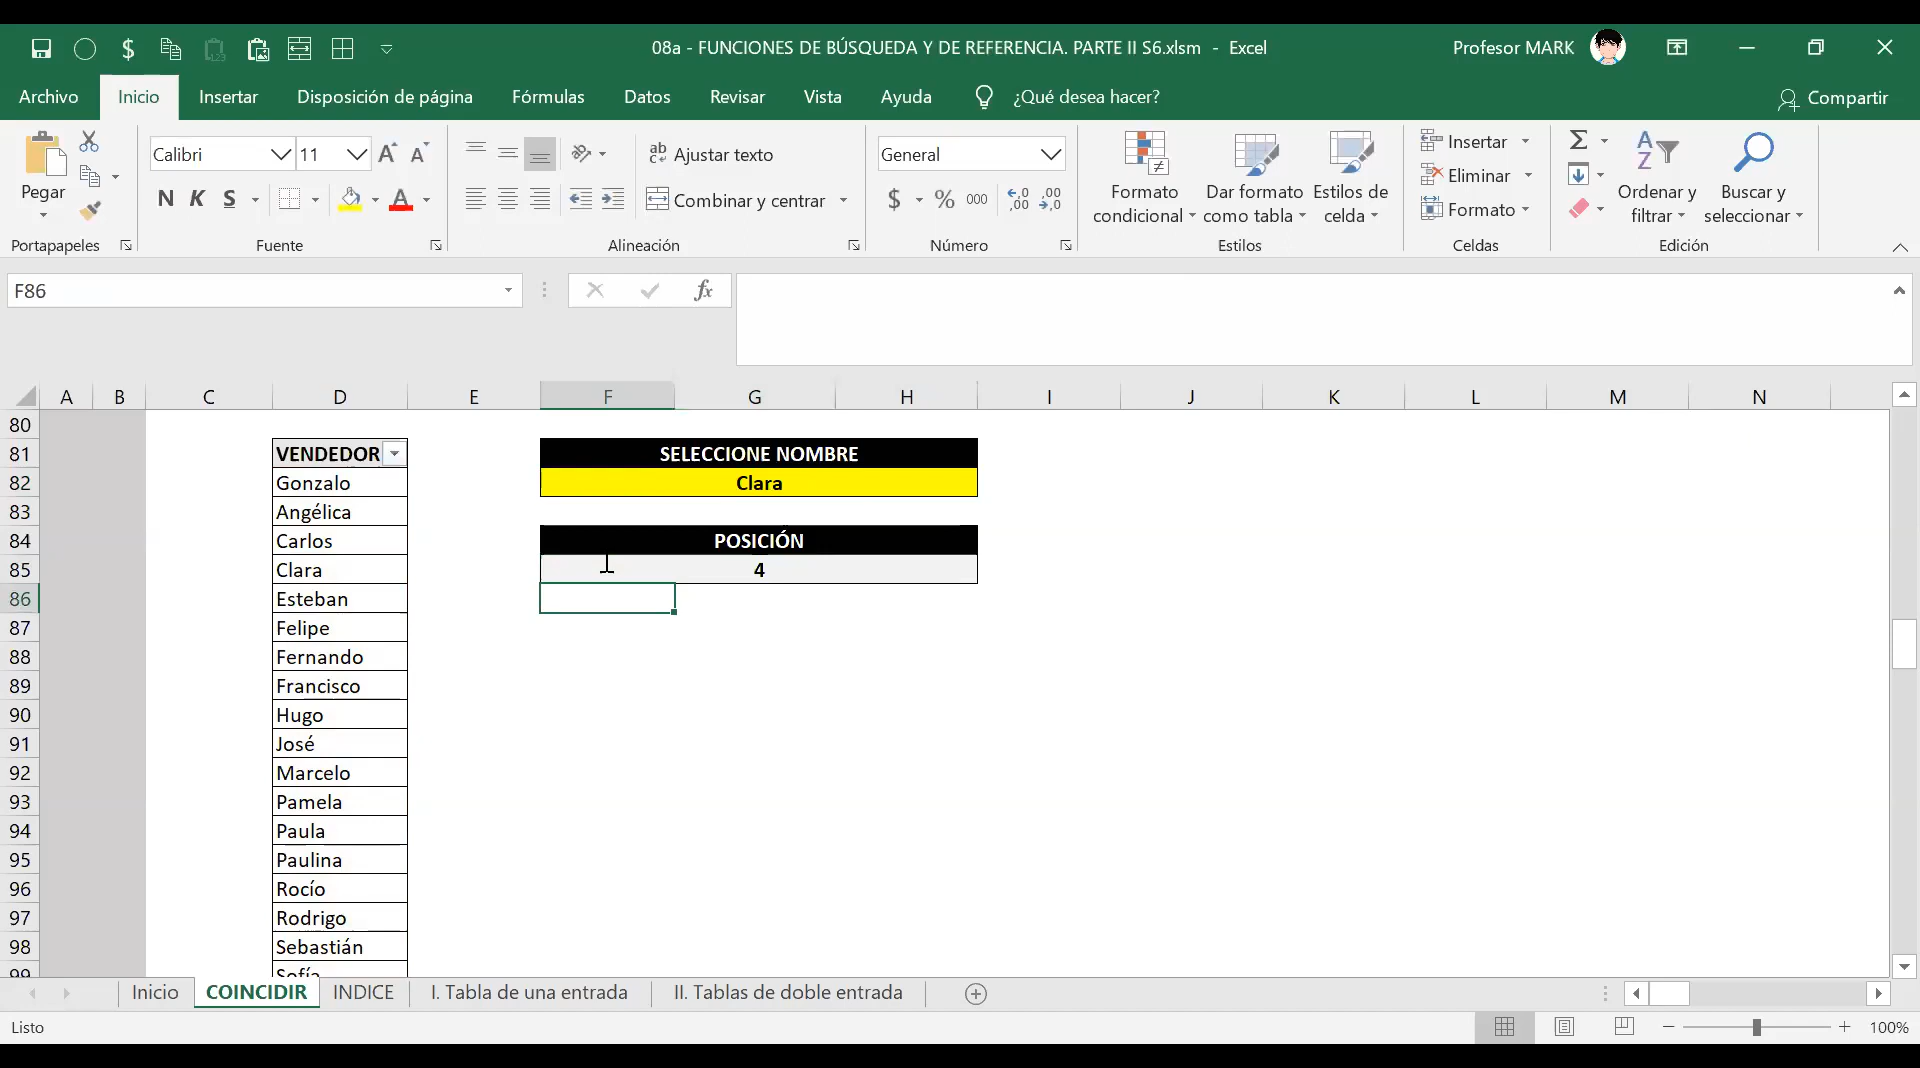 08a - FUNCIONES DE BÚSQUEDA Y DE REFERENCIA. PARTE II S6.xlsm - Excel
Profesor MARK
Archivo Inicio Insertar Disposición de página Fórmulas Datos Revisar Vista Ayuda ¿Qué desea hacer? Compartir
Pegar
Portapapeles
Calibri 11
N K S
Fuente
Ajustar texto
Combinar y centrar
Alineación
General
$ % 000
Número
Formato condicional
Dar formato como tabla
Estilos de celda
Estilos
Insertar
Eliminar
Formato
Celdas
Ordenar y filtrar
Buscar y seleccionar
Edición
F86
fx
A B C D E F G H I J K L M N
80
81 VENDEDOR SELECCIONE NOMBRE
82 Gonzalo Clara
83 Angélica
84 Carlos POSICIÓN
85 Clara 4
86 Esteban
87 Felipe
88 Fernando
89 Francisco
90 Hugo
91 José
92 Marcelo
93 Pamela
94 Paula
95 Paulina
96 Rocío
97 Rodrigo
98 Sebastián
99 Sofía
Inicio COINCIDIR INDICE I. Tabla de una entrada II. Tablas de doble entrada
Listo
100%